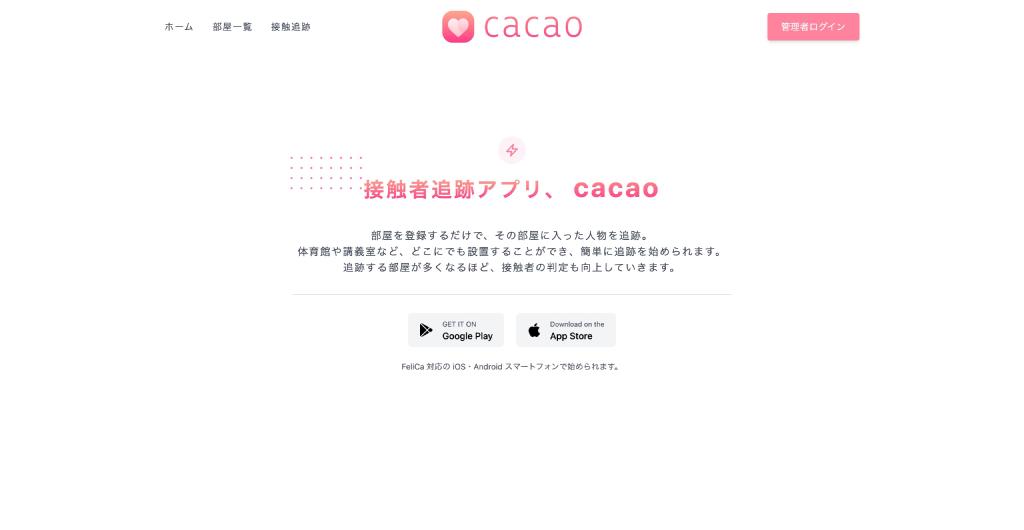 ホーム 部屋一覧 接触追跡
cacao
管理者ログイン
接触者追跡アプリ、 cacao
部屋を登録するだけで、その部屋に入った人物を追跡。
体育館や講義室など、どこにでも設置することができ、簡単に追跡を始められます。
追跡する部屋が多くなるほど、接触者の判定も向上していきます。
GET IT ON
Google Play
Download on the
App Store
FeliCa 対応の iOS・Android スマートフォンで始められます。